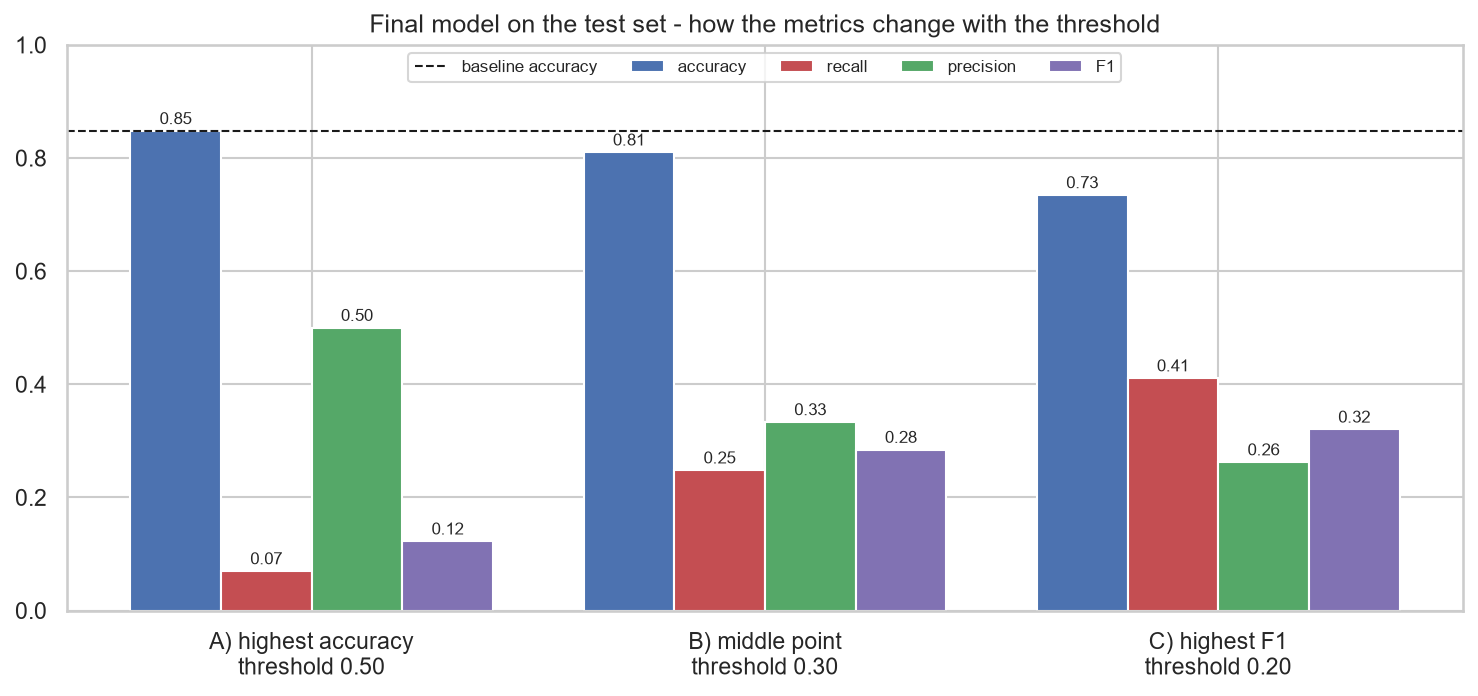 Final model on the test set - how the metrics change with the threshold
1.0
baseline accuracy accuracy recall precision F1
0.85
0.81
0.8
0.73
0.6
0.50
0.4
0.41
0.33
0.32
0.28
0.26
0.25
0.2
0.12
0.07
0.0
A) highest accuracy
threshold 0.50
B) middle point
threshold 0.30
C) highest F1
threshold 0.20